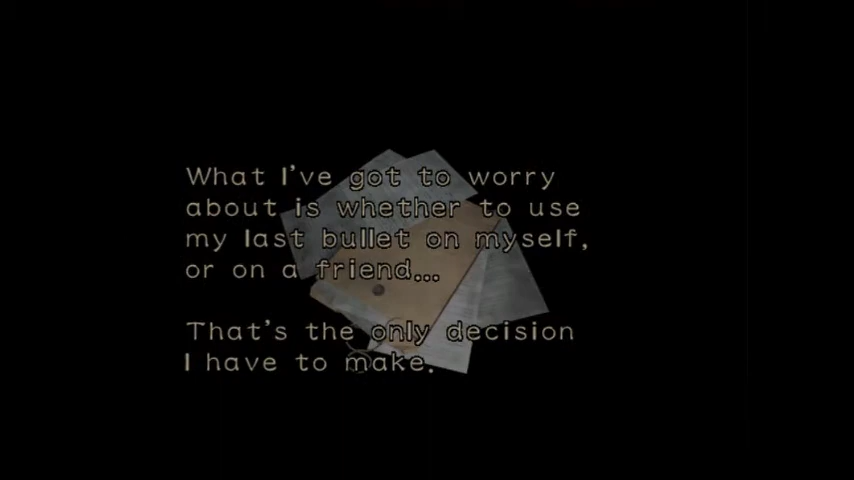 What I've got to worry
about is whether to use
my last bullet on myself,
or on a friend...
That's the only decision
I have to make.